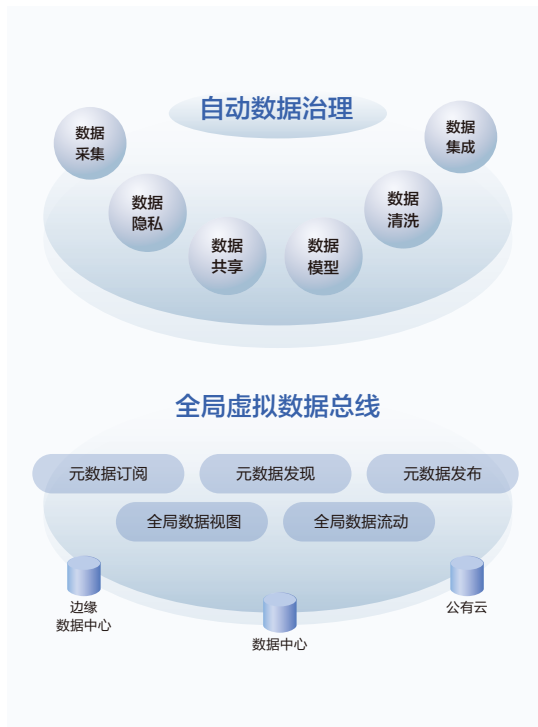 自动数据治理
数据
采集
数据
集成
数据
隐私
数据
清洗
数据
共享
数据
模型
全局虚拟数据总线
元数据订阅
元数据发现
元数据发布
全局数据视图
全局数据流动
边缘
数据中心
数据中心
公有云